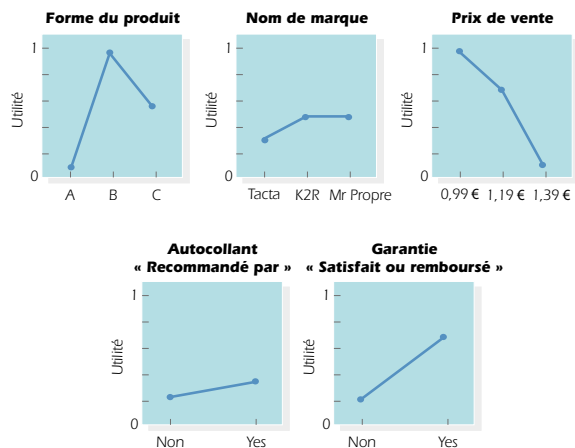 Forme du produit
Nom de marque
Prix de vente
1
Utilité
0
A B C
1
Utilité
0
Tacta K2R Mr Propre
1
Utilité
0
0,99 € 1,19 € 1,39 €
Autocollant
« Recommandé par »
Garantie
« Satisfait ou remboursé »
1
Utilité
0
Non Yes
1
Utilité
0
Non Yes